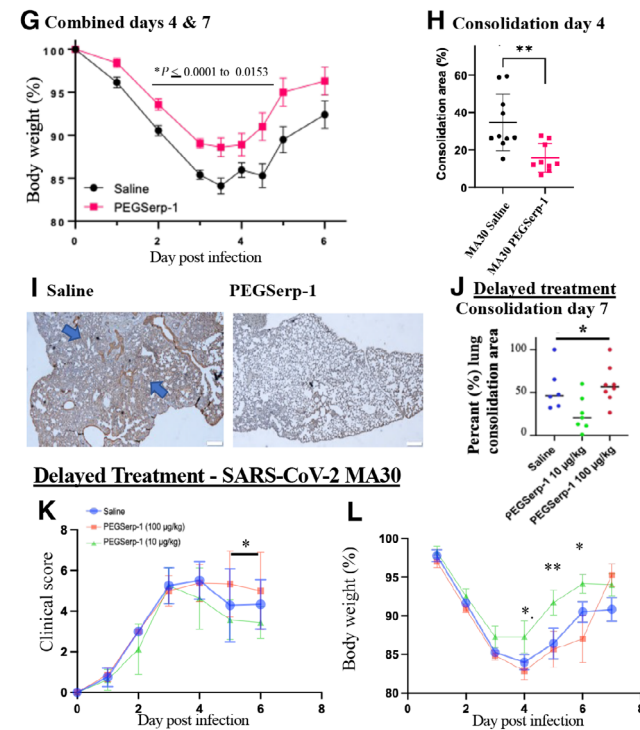 G Combined days 4 & 7
100
95
90
85
80
Body weight (%)
*P ≤ 0.0001 to 0.0153
Saline
PEGSerp-1
0
2
4
6
Day post infection
H Consolidation day 4
**
60
40
20
0
Consolidation area (%)
MA30 Saline
MA30 PEGSerp-1
I Saline
PEGSerp-1
J Delayed treatment
Consolidation day 7
*
100
50
0
Percent (%) lung
consolidation area
Saline
PEGSerp-1 10 µg/kg
PEGSerp-1 100 µg/kg
Delayed Treatment - SARS-CoV-2 MA30
K
Saline
PEGSerp-1 (100 µg/kg)
PEGSerp-1 (10 µg/kg)
*
8
6
4
2
0
Clinical score
0
2
4
6
8
Day post infection
L
100
95
90
85
80
Body weight (%)
*
**
*
0
2
4
6
8
Day post infection